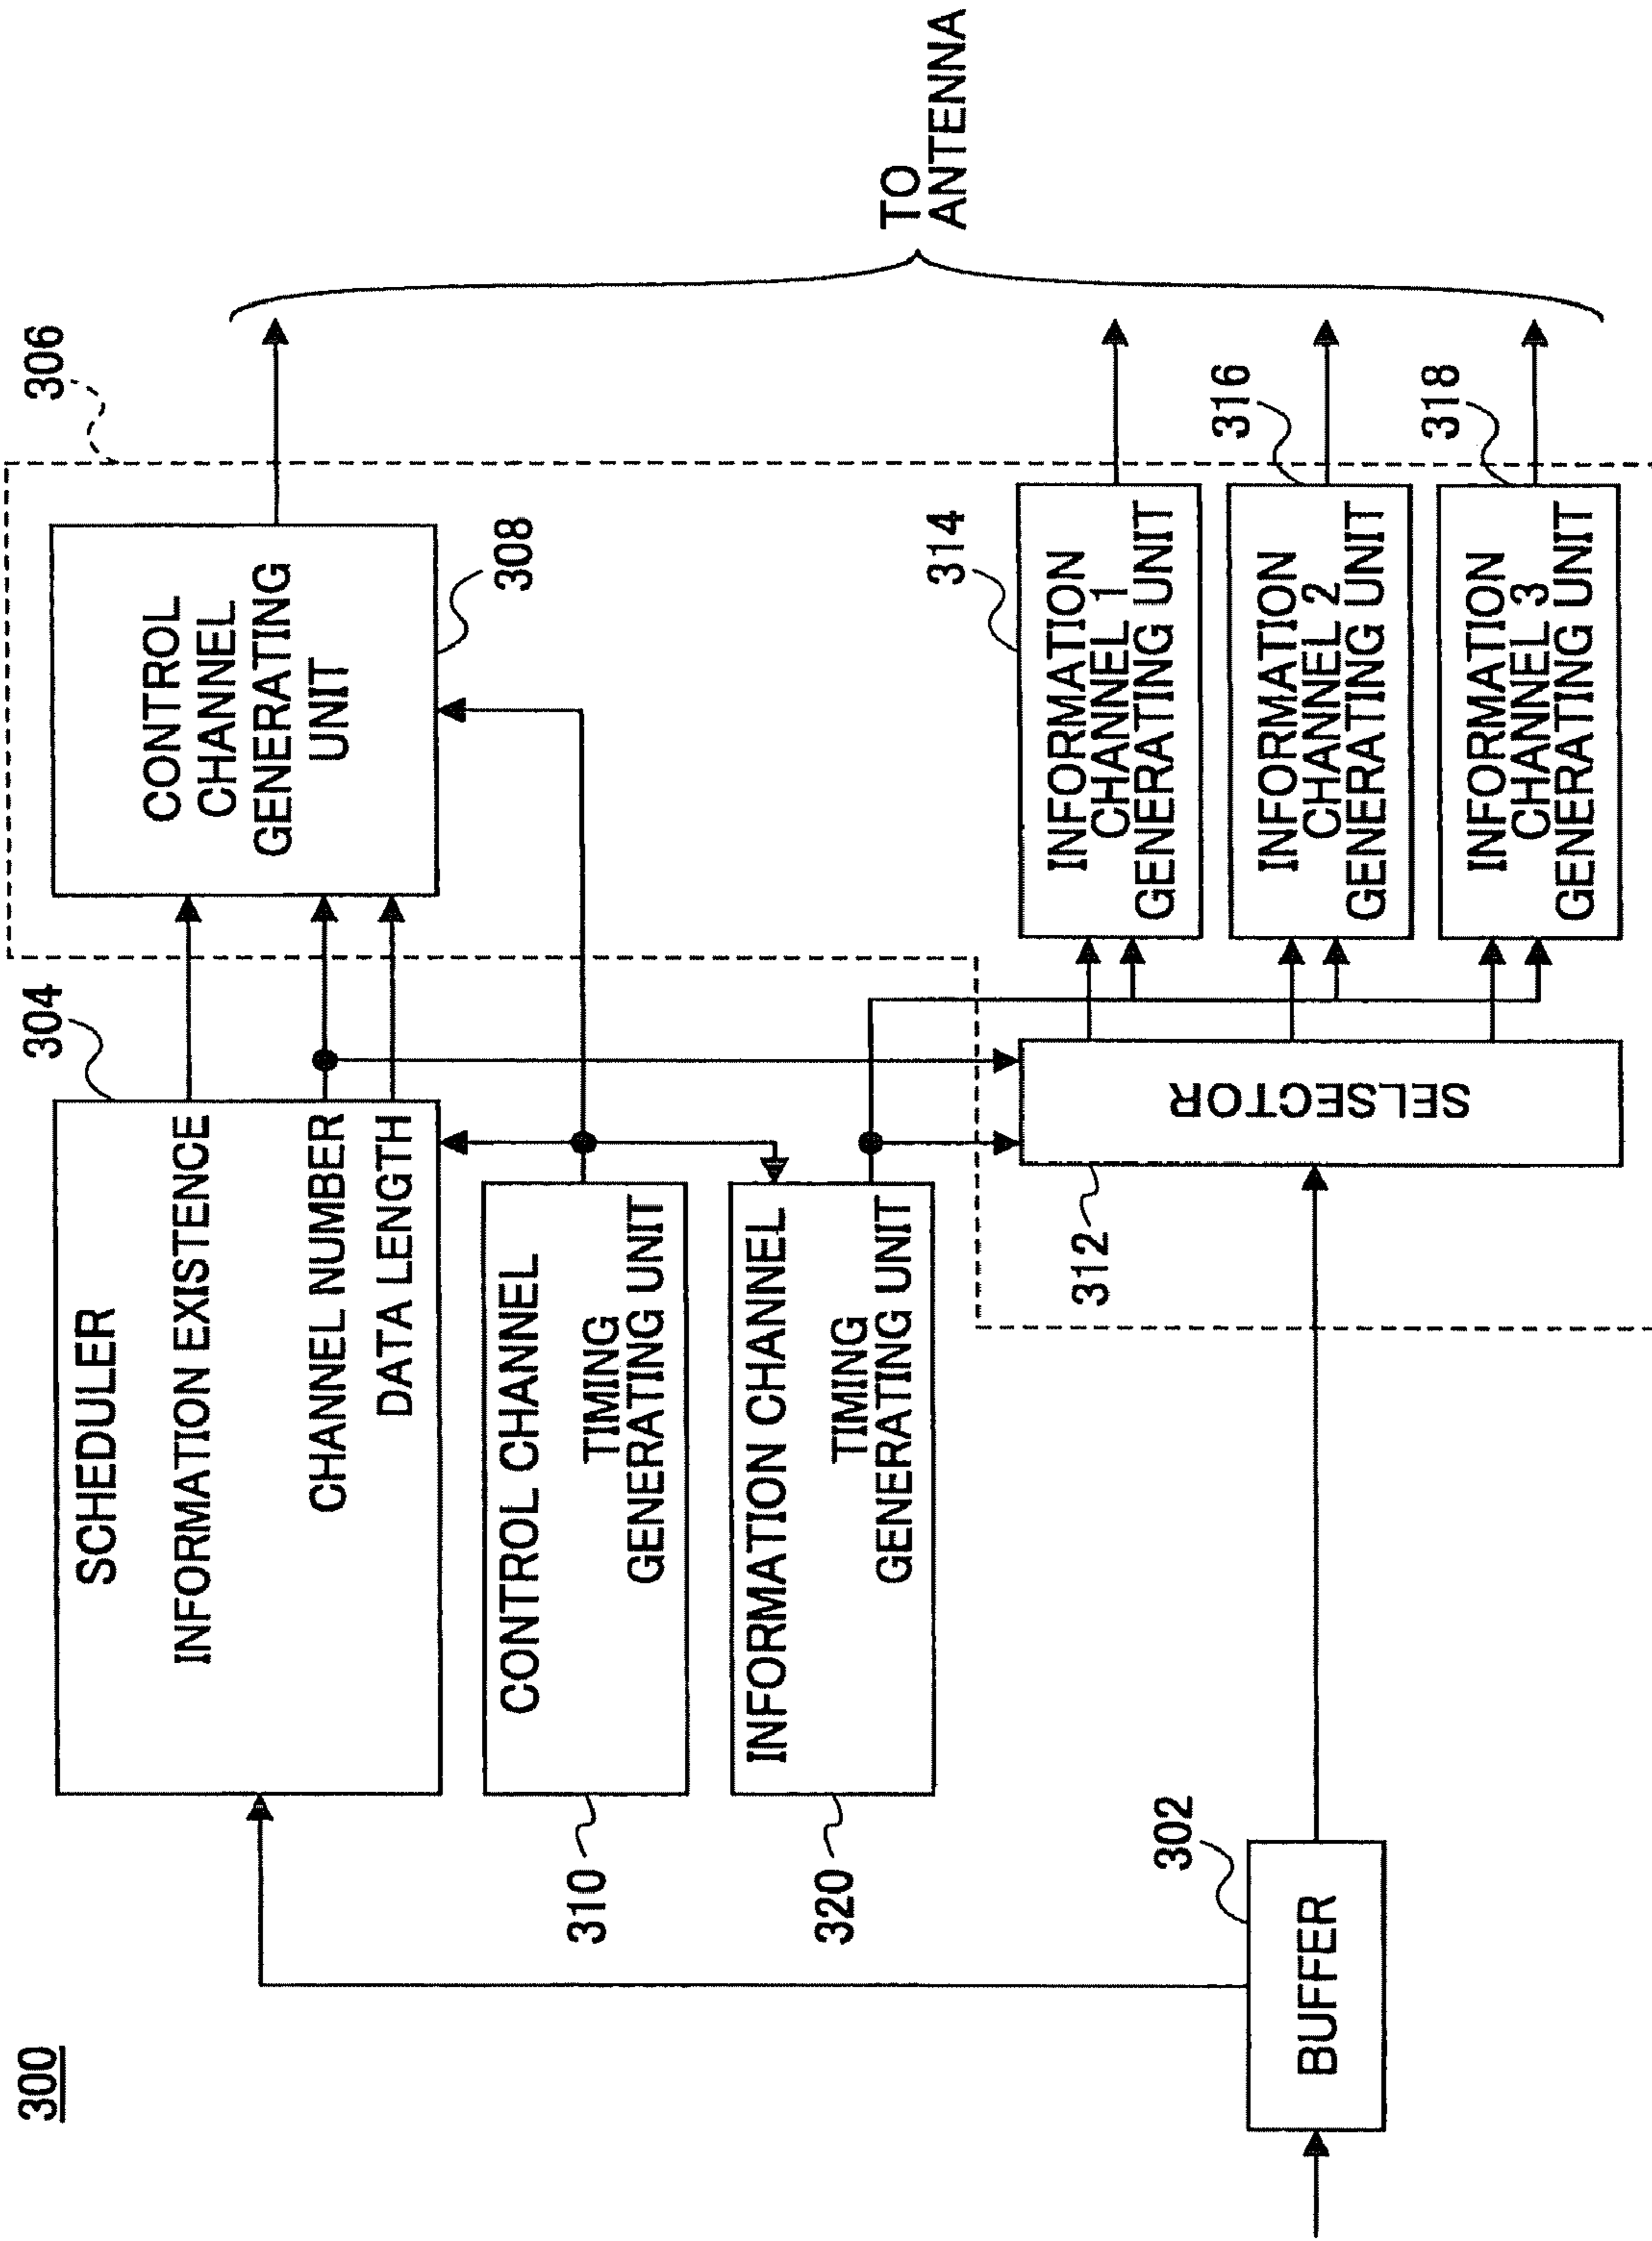 300
306
304
SCHEDULER
INFORMATION EXISTENCE
CHANNEL NUMBER
DATA LENGTH
CONTROL
CHANNEL
GENERATING
UNIT
308
CONTROL CHANNEL
TIMING
GENERATING UNIT
310
INFORMATION CHANNEL
TIMING
GENERATING UNIT
320
TO
ANTENNA
314
INFORMATION
CHANNEL 1
GENERATING UNIT
316
INFORMATION
CHANNEL 2
GENERATING UNIT
318
INFORMATION
CHANNEL 3
GENERATING UNIT
312
SELSECTOR
302
BUFFER